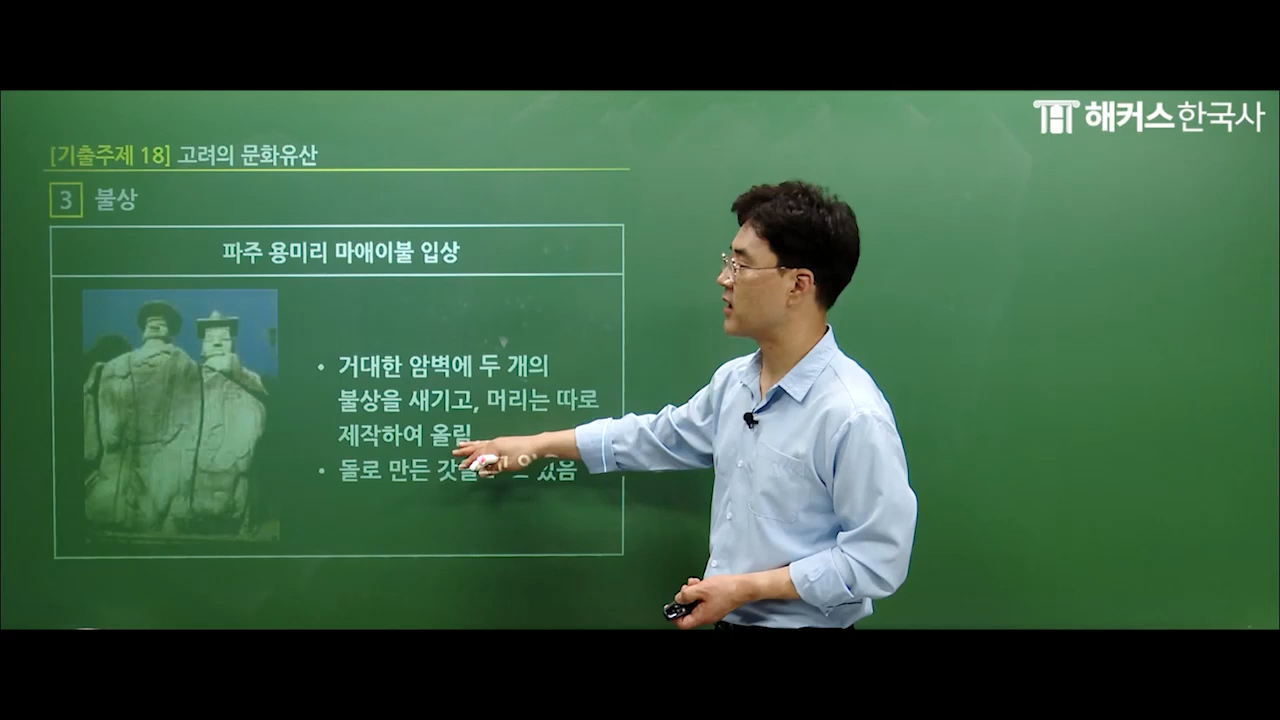 해커스한국사
[기출주제 18] 고려의 문화유산
3 불상
파주 용미리 마애이불 입상
• 거대한 암벽에 두 개의
불상을 새기고, 머리는 따로
제작하여 올림
• 돌로 만든 갓을 있음